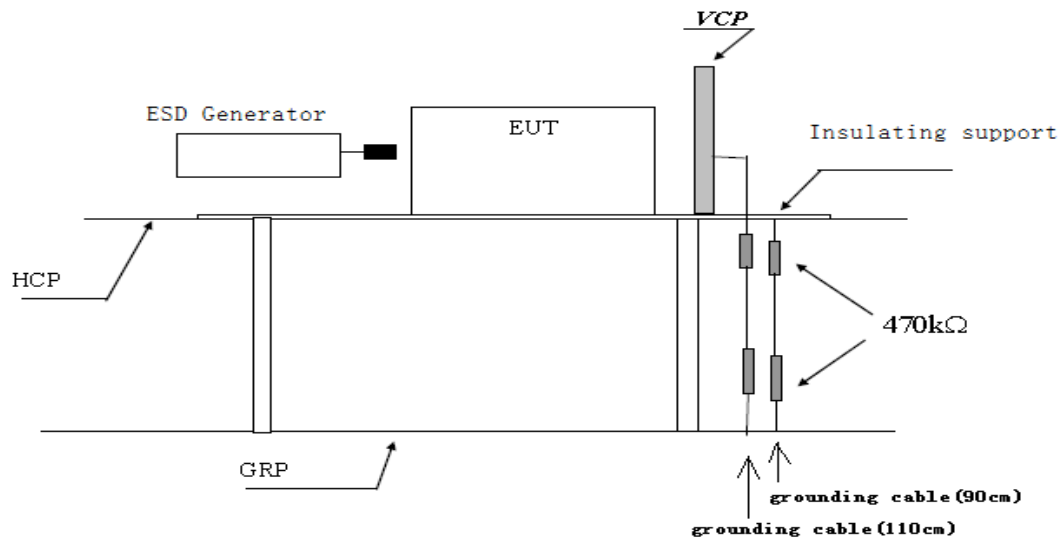 VCP
ESD Generator
EUT
Insulating support
HCP
470kΩ
GRP
grounding cable(90cm)
grounding cable(110cm)